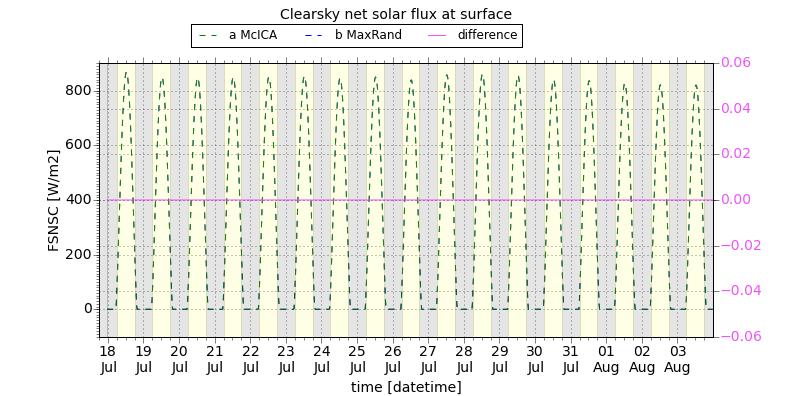 Clearsky net solar flux at surface
a McICA b MaxRand difference
FSNSC [W/m2]
800
600
400
200
0
0.06
0.04
0.02
0.00
−0.02
−0.04
−0.06
18 19 20 21 22 23 24 25 26 27 28 29 30 31 01 02 03
Jul Jul Jul Jul Jul Jul Jul Jul Jul Jul Jul Jul Jul Jul Aug Aug Aug
time [datetime]